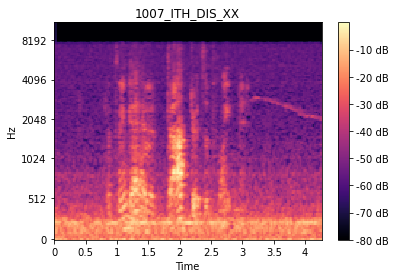 1007_ITH_DIS_XX
Hz
8192
4096
2048
1024
512
0
0 0.5 1 1.5 2 2.5 3 3.5 4
Time
-10 dB
-20 dB
-30 dB
-40 dB
-50 dB
-60 dB
-70 dB
-80 dB